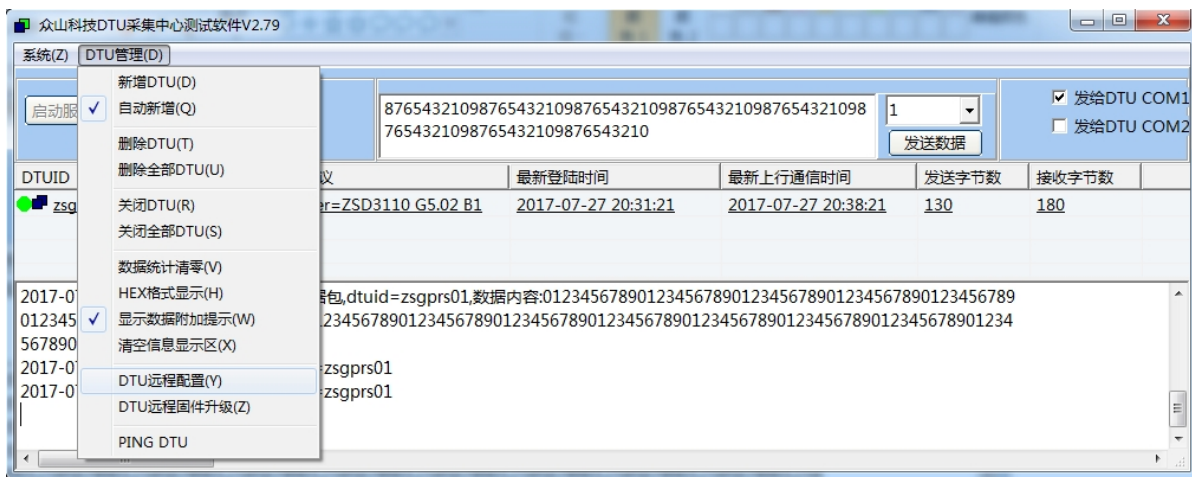 众山科技DTU采集中心测试软件V2.79
系统(Z) DTU管理(D)
新增DTU(D)
自动新增(Q)
删除DTU(T)
删除全部DTU(U)
关闭DTU(R)
关闭全部DTU(S)
数据统计清零(V)
HEX格式显示(H)
显示数据附加提示(W)
清空信息显示区(X)
DTU远程配置(Y)
DTU远程固件升级(Z)
PING DTU
启动服
876543210987654321098765432109876543210987654321098
7654321098765432109876543210
1
发送数据
发给DTU COM1
发给DTU COM2
DTUID 议 最新登陆时间 最新上行通信时间 发送字节数 接收字节数
zsg er=ZSD3110 G5.02 B1 2017-07-27 20:31:21 2017-07-27 20:38:21 130 180
2017-0 据包,dtuid=zsgprs01,数据内容:01234567890123456789012345678901234567890123456789
012345 1234567890123456789012345678901234567890123456789012345678901234
567890
2017-0 =zsgprs01
2017-0 =zsgprs01